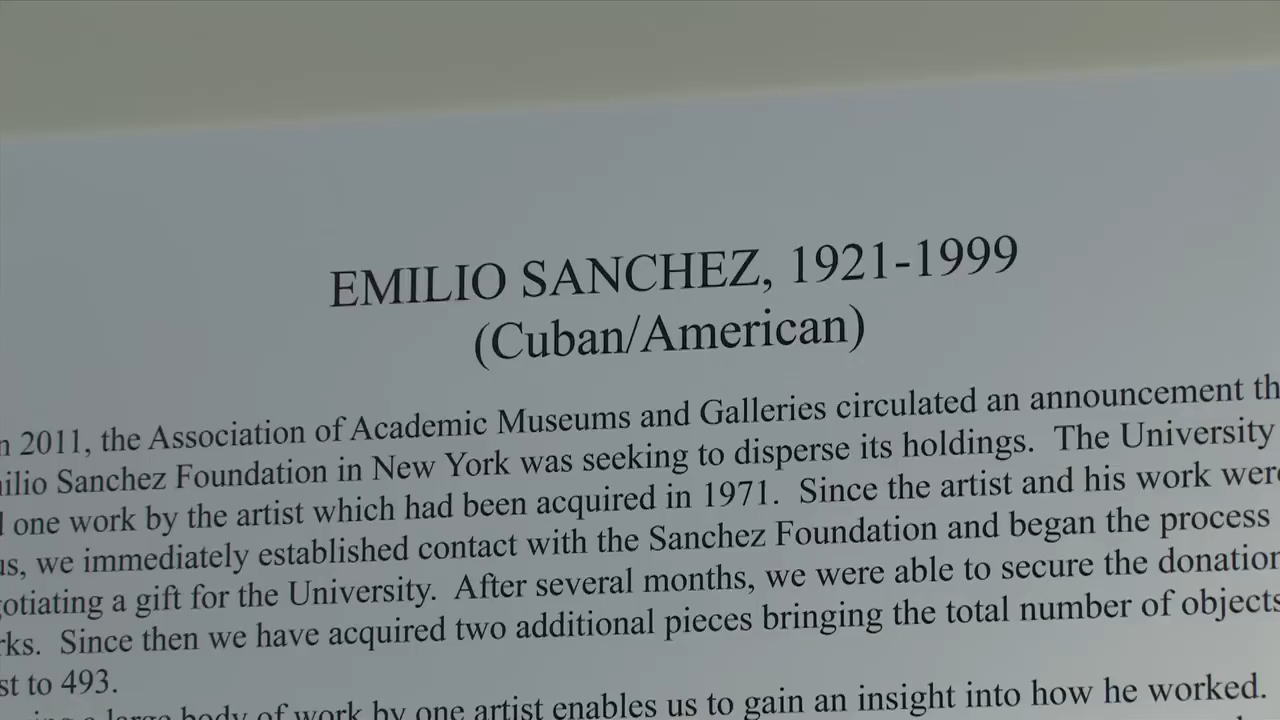 EMILIO SANCHEZ, 1921-1999
(Cuban/American)
n 2011, the Association of Academic Museums and Galleries circulated an announcement th
ilio Sanchez Foundation in New York was seeking to disperse its holdings. The University
one work by the artist which had been acquired in 1971. Since the artist and his work were
us, we immediately established contact with the Sanchez Foundation and began the process
otiating a gift for the University. After several months, we were able to secure the donation
rks. Since then we have acquired two additional pieces bringing the total number of objects
st to 493.
a large body of work by one artist enables us to gain an insight into how he worked.